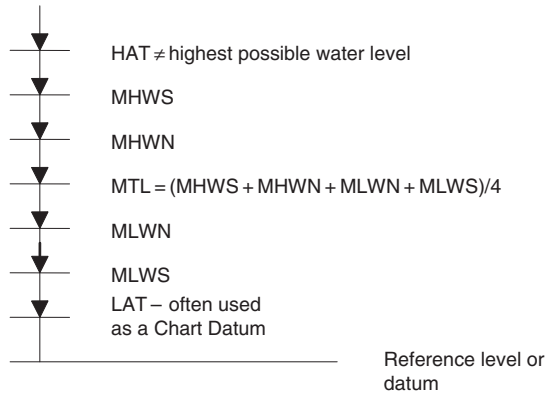 HAT ≠ highest possible water level
MHWS
MHWN
MTL = (MHWS + MHWN + MLWN + MLWS)/4
MLWN
MLWS
LAT – often used
as a Chart Datum
Reference level or
datum